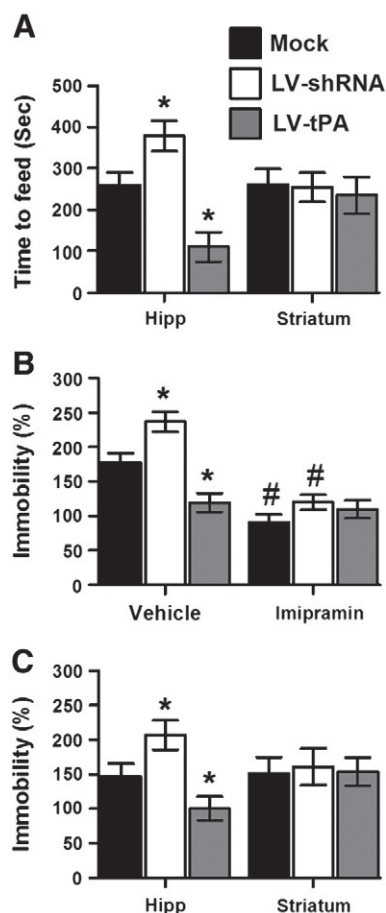 A
Mock
LV-shRNA
LV-tPA
Time to feed (Sec)
500
400
300
200
100
0
*
*
Hipp
Striatum
B
Immobility (%)
300
250
200
150
100
50
0
*
*
#
#
Vehicle
Imipramin
C
Immobility (%)
300
250
200
150
100
50
0
*
*
Hipp
Striatum